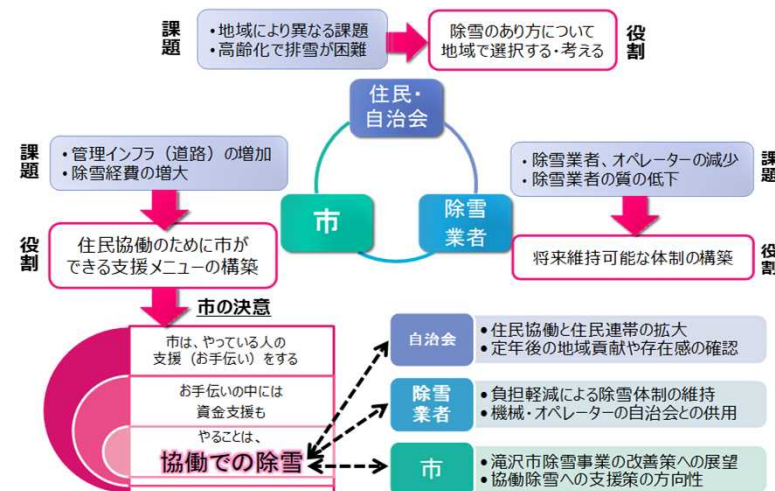 課題
・地域により異なる課題
・高齢化で排雪が困難
除雪のあり方について
地域で選択する・考える
役割
住民・
自治会
課題
・管理インフラ（道路）の増加
・除雪経費の増大
役割
住民協働のために市が
できる支援メニューの構築
市
除雪
業者
・除雪業者、オペレーターの減少
・除雪業者の質の低下
課題
将来維持可能な体制の構築
役割
市の決意
市は、やっている人の
支援（お手伝い）をする
お手伝いの中には
資金支援も
やることは、
協働での除雪
自治会
•住民協働と住民連帯の拡大
•定年後の地域貢献や存在感の確認
除雪
業者
•負担軽減による除雪体制の維持
•機械・オペレーターの自治会との供用
市
•滝沢市除雪事業の改善策への展望
•協働除雪への支援策の方向性